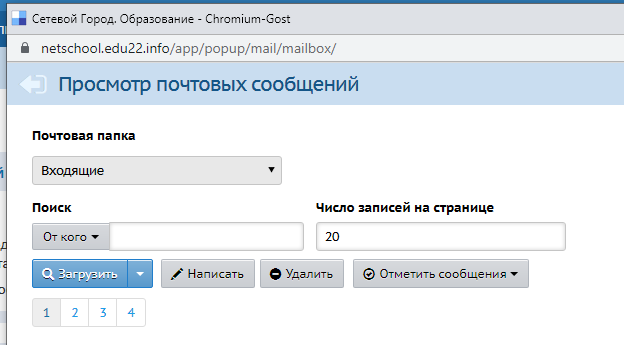 Сетевой Город. Образование - Chromium-Gost
netschool.edu22.info/app/popup/mail/mailbox/
Просмотр почтовых сообщений
Почтовая папка
Входящие
Поиск
Число записей на странице
От кого
20
Загрузить
Написать
Удалить
Отметить сообщения
1 2 3 4